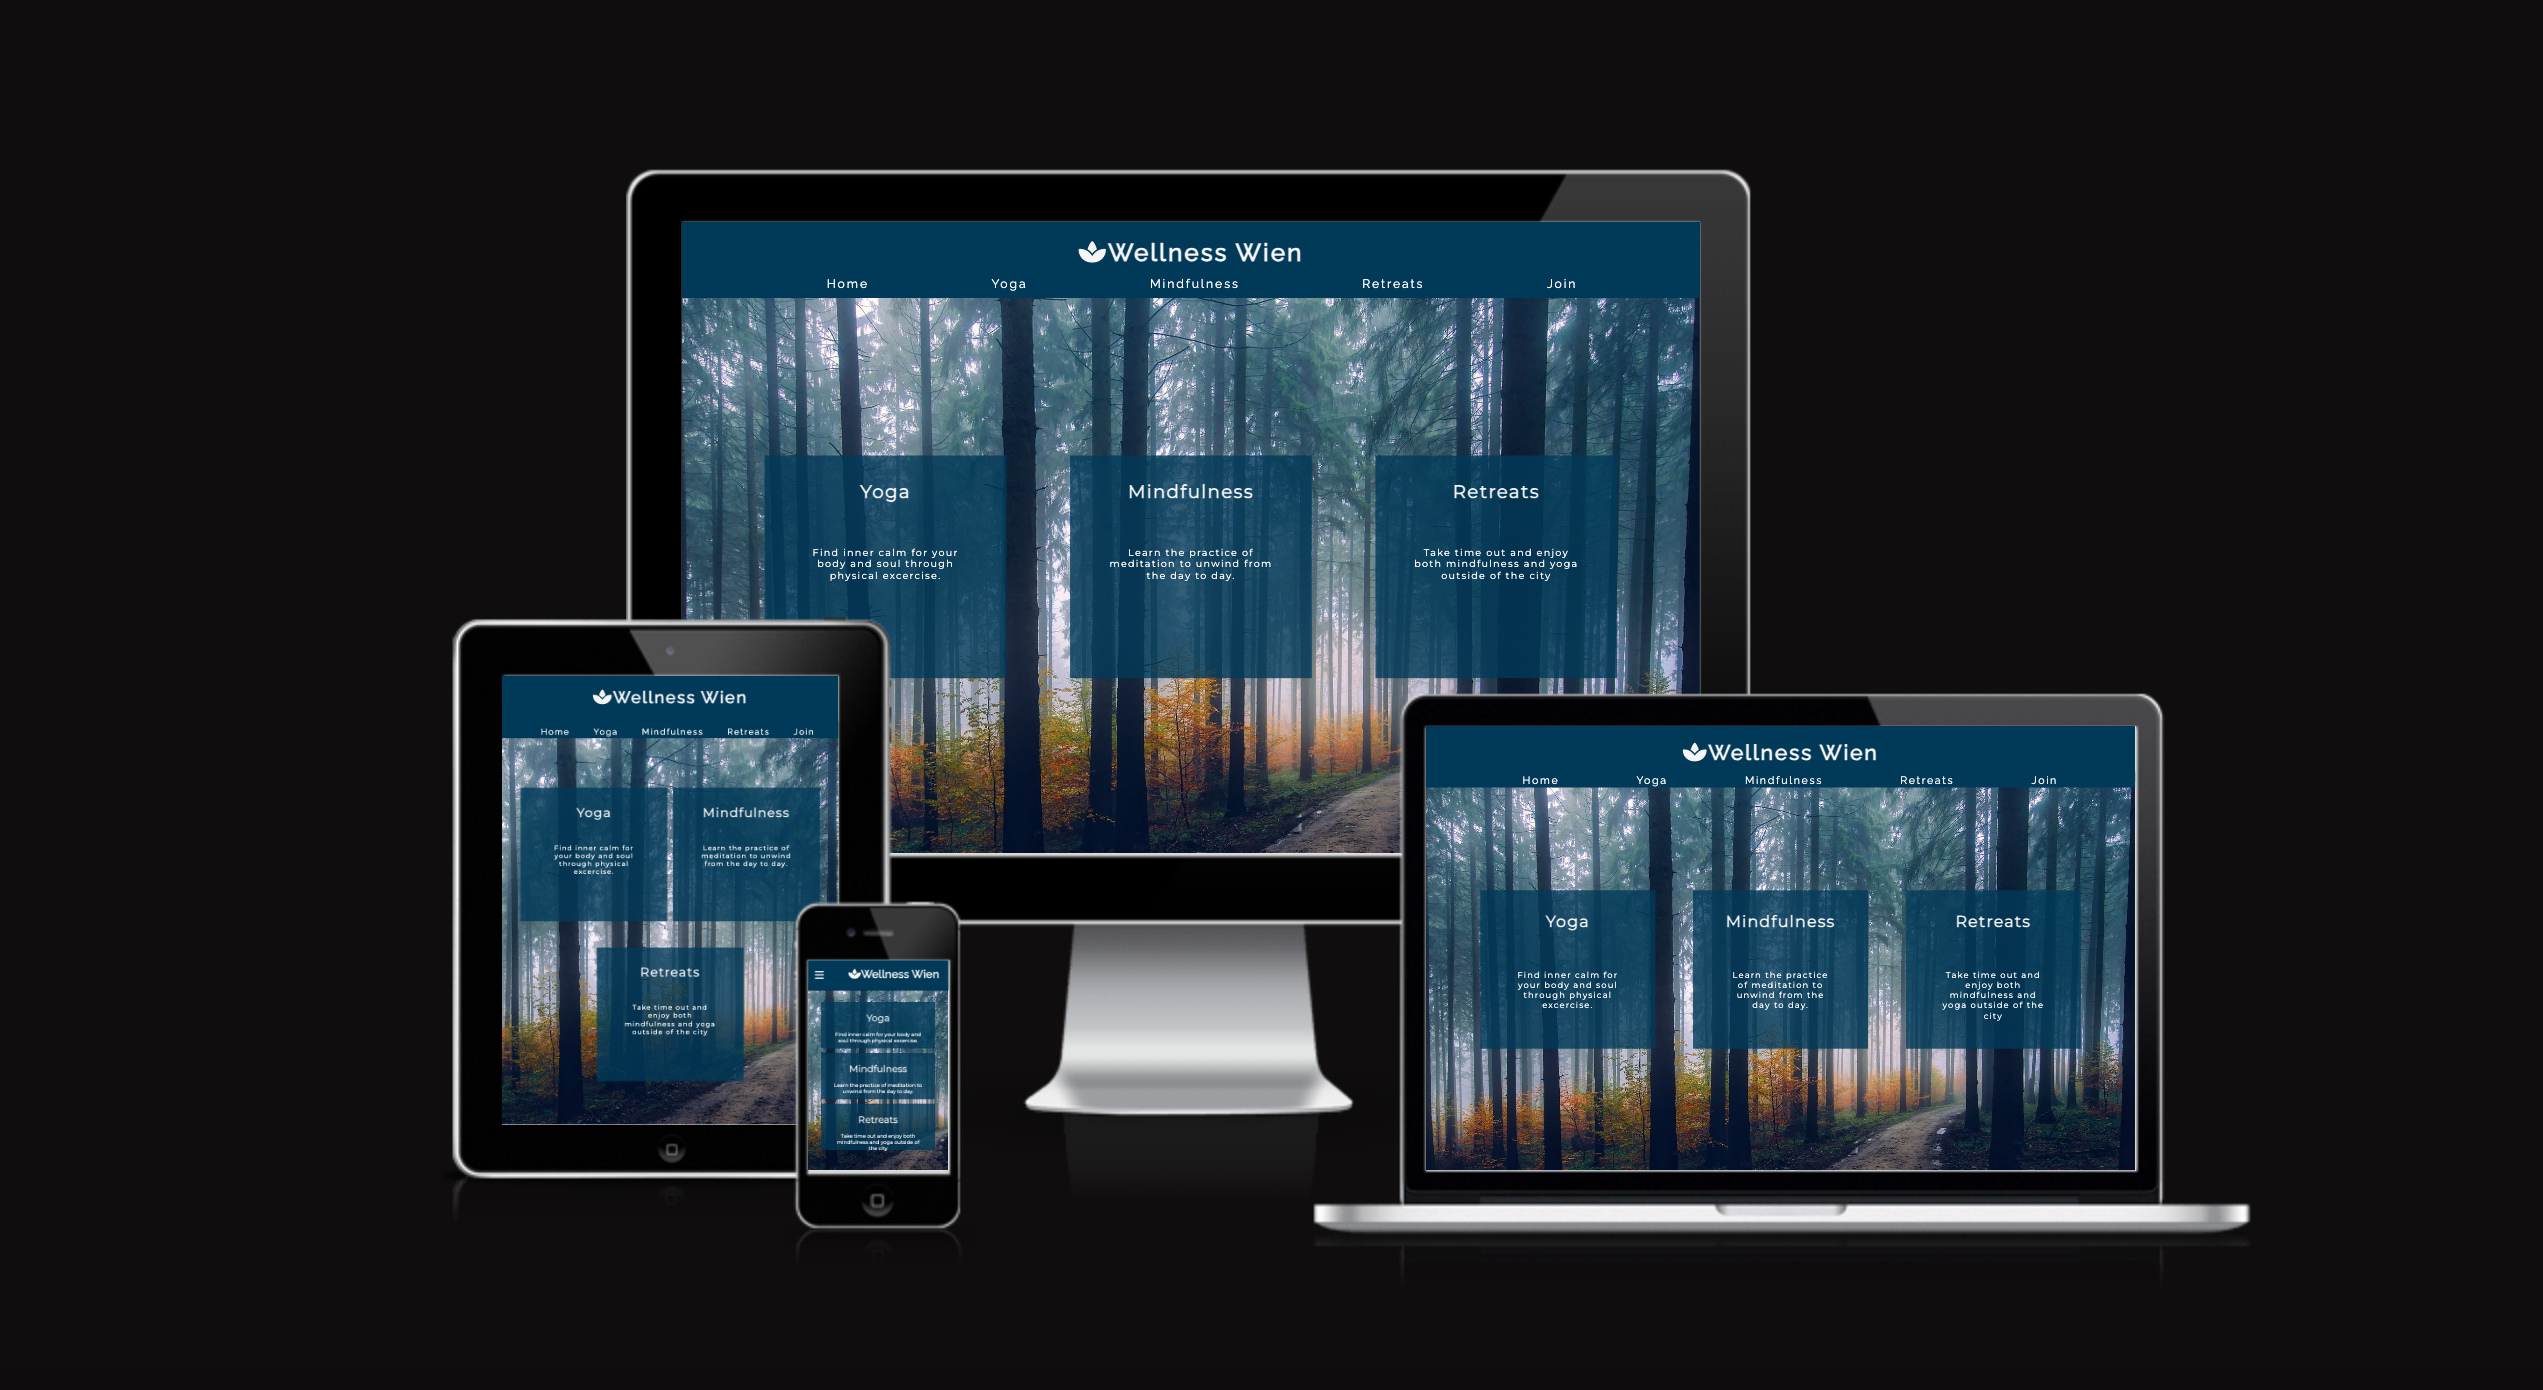 Wellness Wien
Home Yoga Mindfulness Retreats Join
Yoga
Find inner calm for your
body and soul through
physical excercise.
Mindfulness
Learn the practice of
meditation to unwind from
the day to day.
Retreats
Take time out and enjoy
both mindfulness and yoga
outside of the city
Wellness Wien
Home Yoga Mindfulness Retreats Join
Yoga
Find inner calm for
your body and soul
through physical
excercise.
Mindfulness
Learn the practice of
meditation to unwind
from the day to day.
Retreats
Take time out and
enjoy both
mindfulness and yoga
outside of the city
Wellness Wien
Yoga
Find inner calm for your body and
soul through physical excercise.
Mindfulness
Learn the practice of meditation to
unwind from the day to day.
Retreats
Take time out and enjoy both
mindfulness and yoga outside of
the city
Wellness Wien
Home Yoga Mindfulness Retreats Join
Yoga
Find inner calm for
your body and soul
through physical
excercise.
Mindfulness
Learn the practice
of meditation to
unwind from the
day to day.
Retreats
Take time out and
enjoy both
mindfulness and
yoga outside of the
city